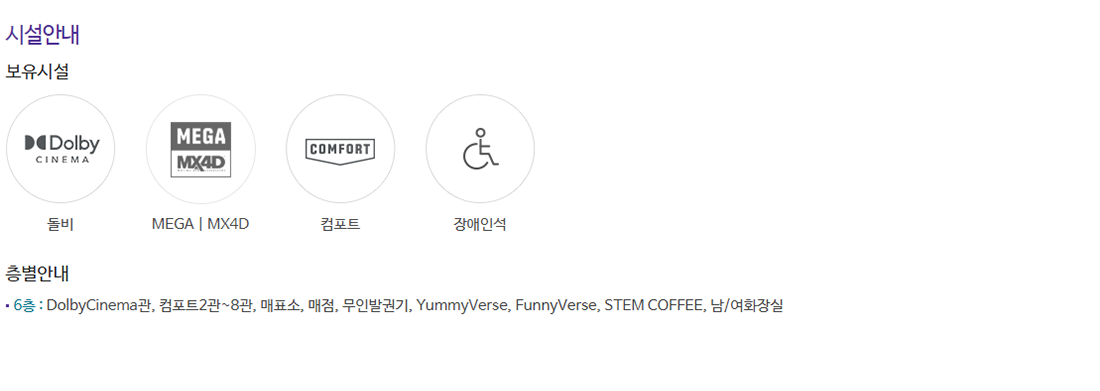 시설안내
보유시설
Dolby
CINEMA
MEGA
MX4D
COMFORT
돌비
MEGA | MX4D
컴포트
장애인석
층별안내
6층 : DolbyCinema관, 컴포트2관~8관, 매표소, 매점, 무인발권기, YummyVerse, FunnyVerse, STEM COFFEE, 남/여화장실